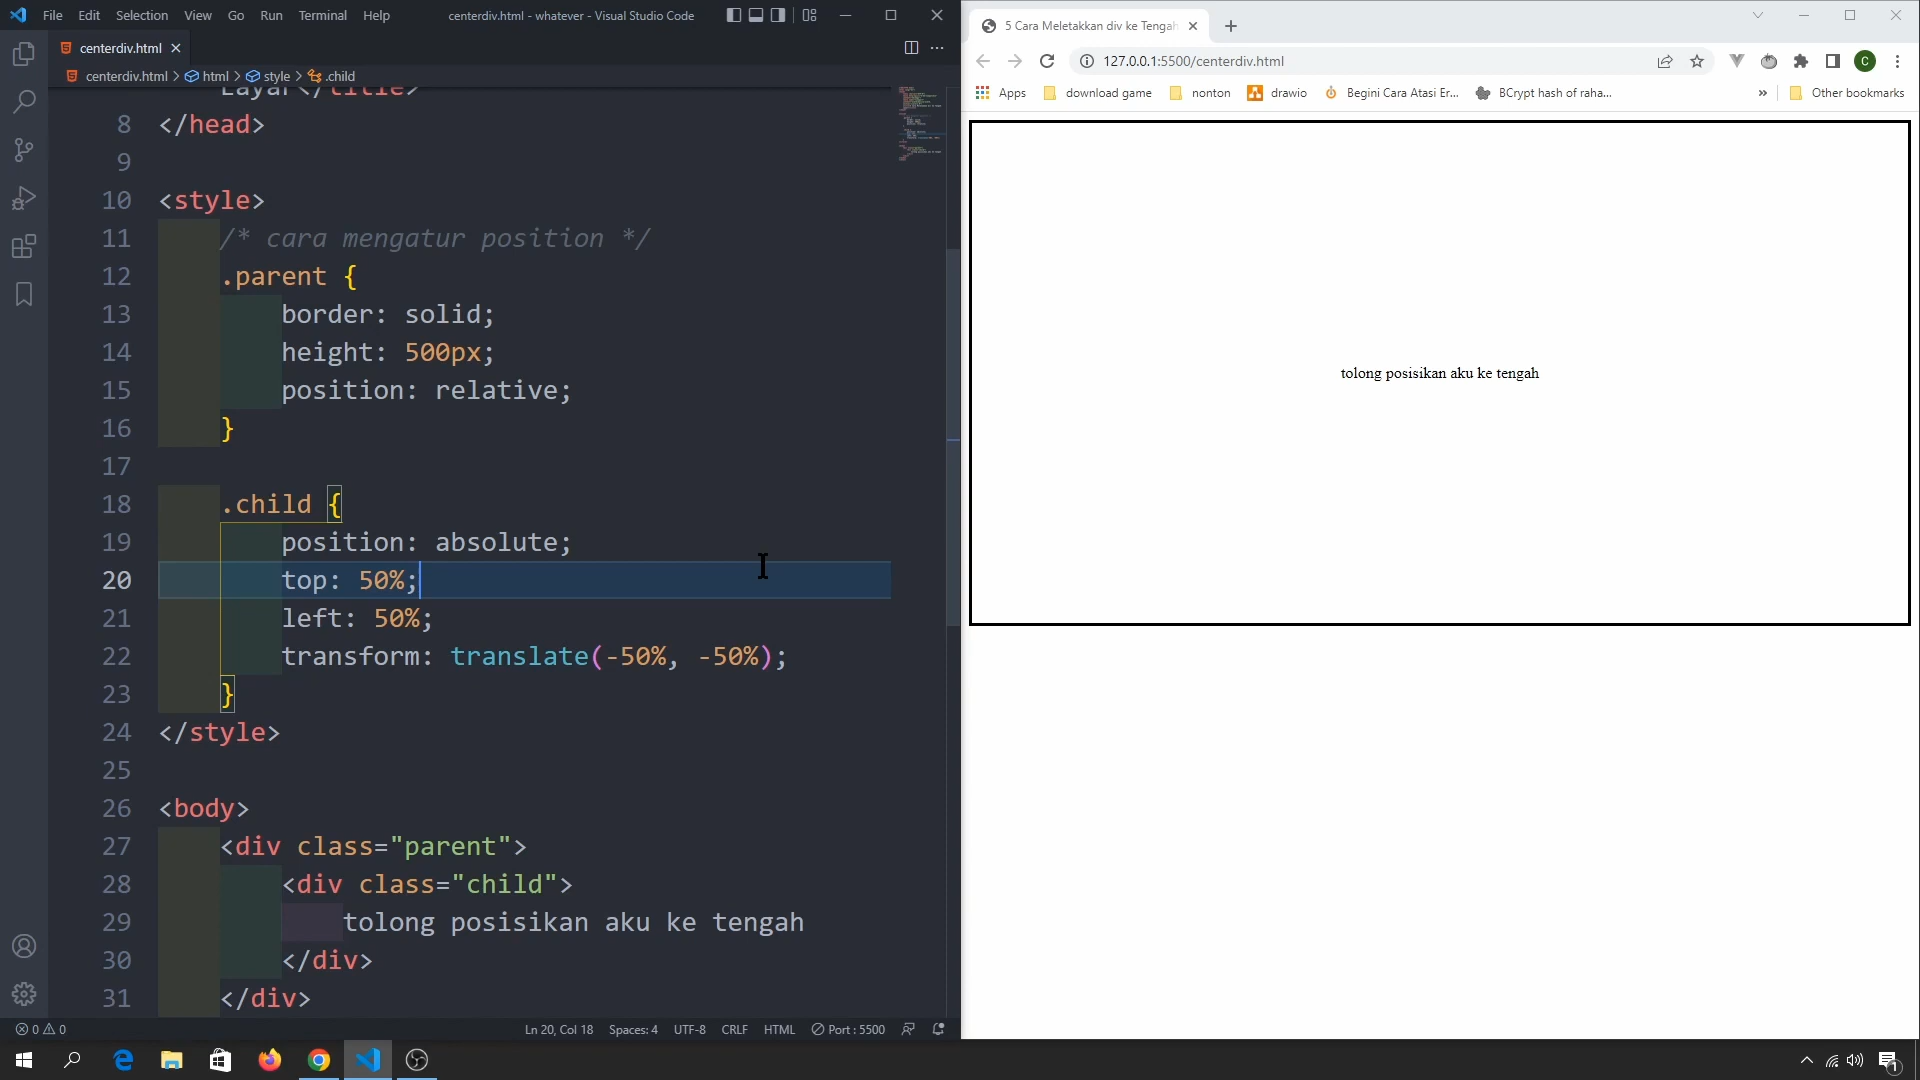 File Edit Selection View Go Run Terminal Help centerdiv.html - whatever - Visual Studio Code
centerdiv.html
centerdiv.html > html > style > .child
Layar</title>
8 </head>
9
10 <style>
11 /* cara mengatur position */
12 .parent {
13 border: solid;
14 height: 500px;
15 position: relative;
16 }
17
18 .child {
19 position: absolute;
20 top: 50%;
21 left: 50%;
22 transform: translate(-50%, -50%);
23 }
24 </style>
25
26 <body>
27 <div class="parent">
28 <div class="child">
29 tolong posisikan aku ke tengah
30 </div>
31 </div>
0 0 Ln 20, Col 18 Spaces: 4 UTF-8 CRLF HTML Port : 5500
5 Cara Meletakkan div ke Tengah
127.0.0.1:5500/centerdiv.html
C
Apps download game nonton drawio Begini Cara Atasi Er... BCrypt hash of raha... » Other bookmarks
tolong posisikan aku ke tengah
1